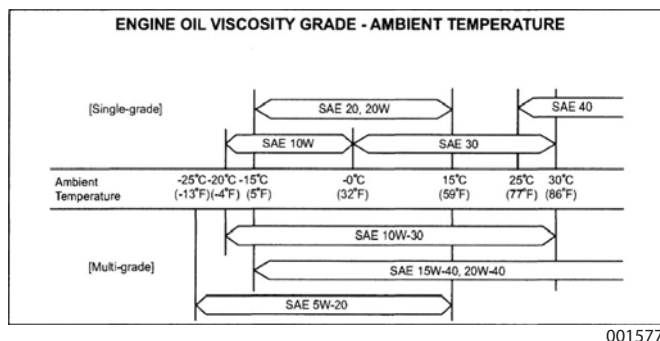 ENGINE OIL VISCOSITY GRADE - AMBIENT TEMPERATURE
[Single-grade]
SAE 20, 20W
SAE 40
SAE 10W
SAE 30
Ambient Temperature
-25°C -20°C -15°C -0°C 15°C 25°C 30°C
(-13°F) (-4°F) (5°F) (32°F) (59°F) (77°F) (86°F)
SAE 10W-30
[Multi-grade]
SAE 15W-40, 20W-40
SAE 5W-20
001577